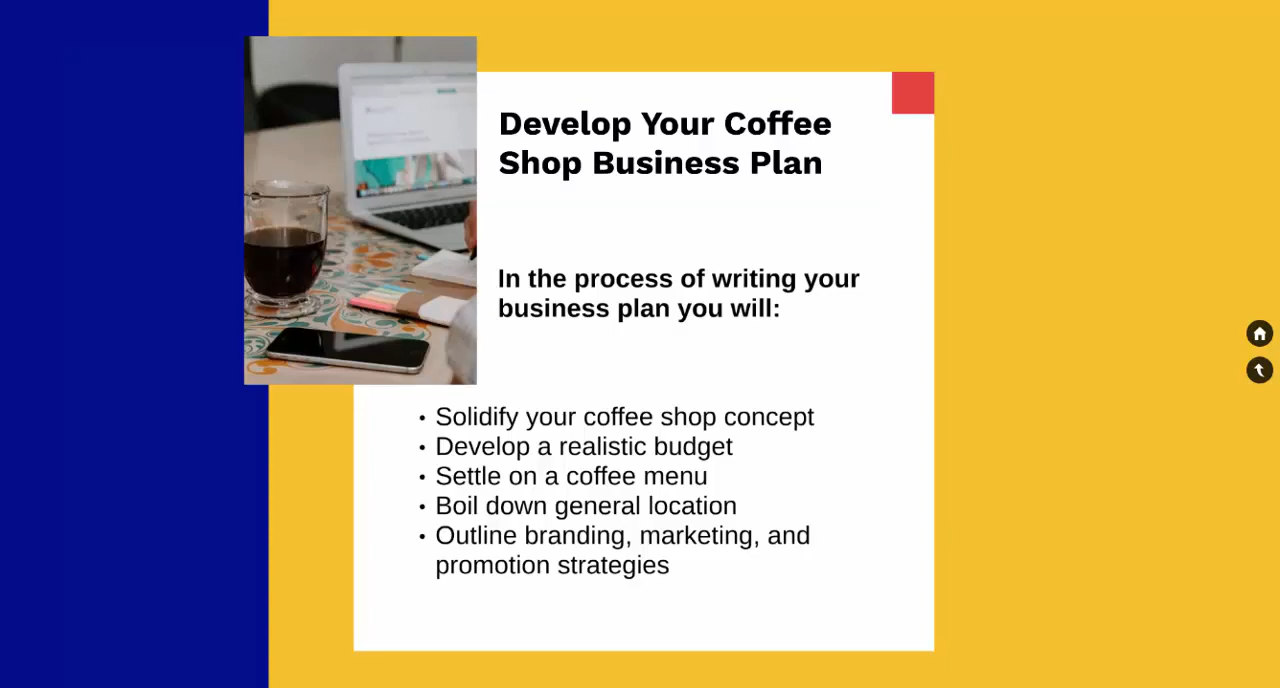 Develop Your Coffee
Shop Business Plan
In the process of writing your
business plan you will:
• Solidify your coffee shop concept
• Develop a realistic budget
• Settle on a coffee menu
• Boil down general location
• Outline branding, marketing, and
promotion strategies